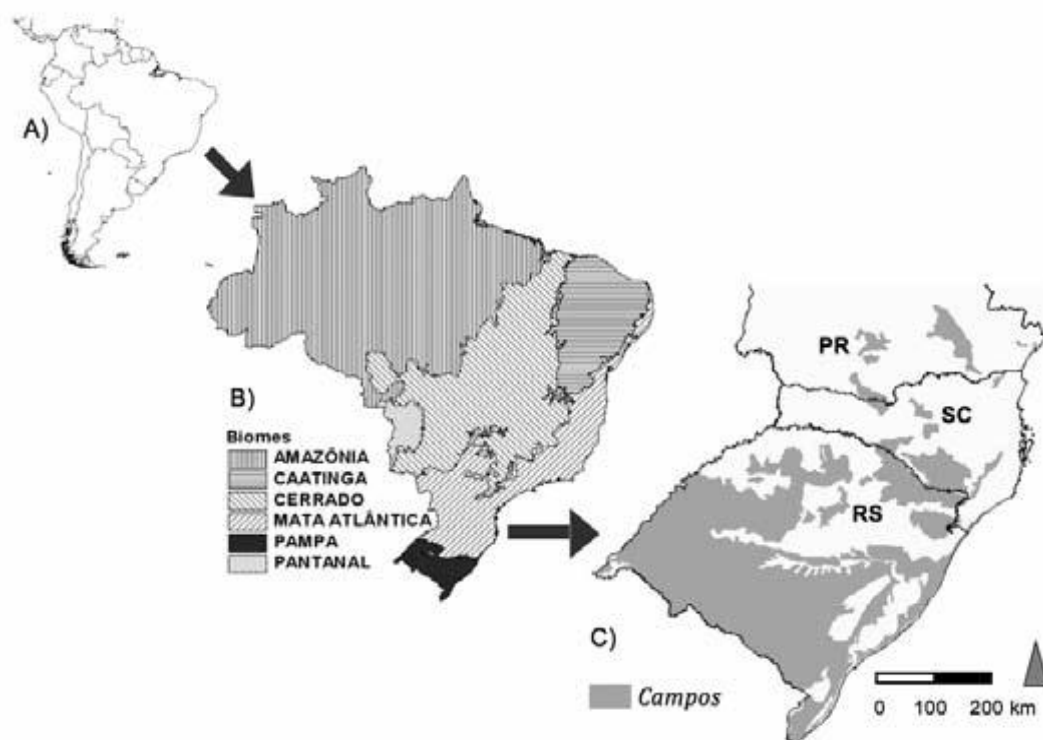 A)
B)
Biomes
AMAZÔNIA
CAATINGA
CERRADO
MATA ATLÂNTICA
PAMPA
PANTANAL
PR
SC
RS
C)
Campos
0 100 200 km